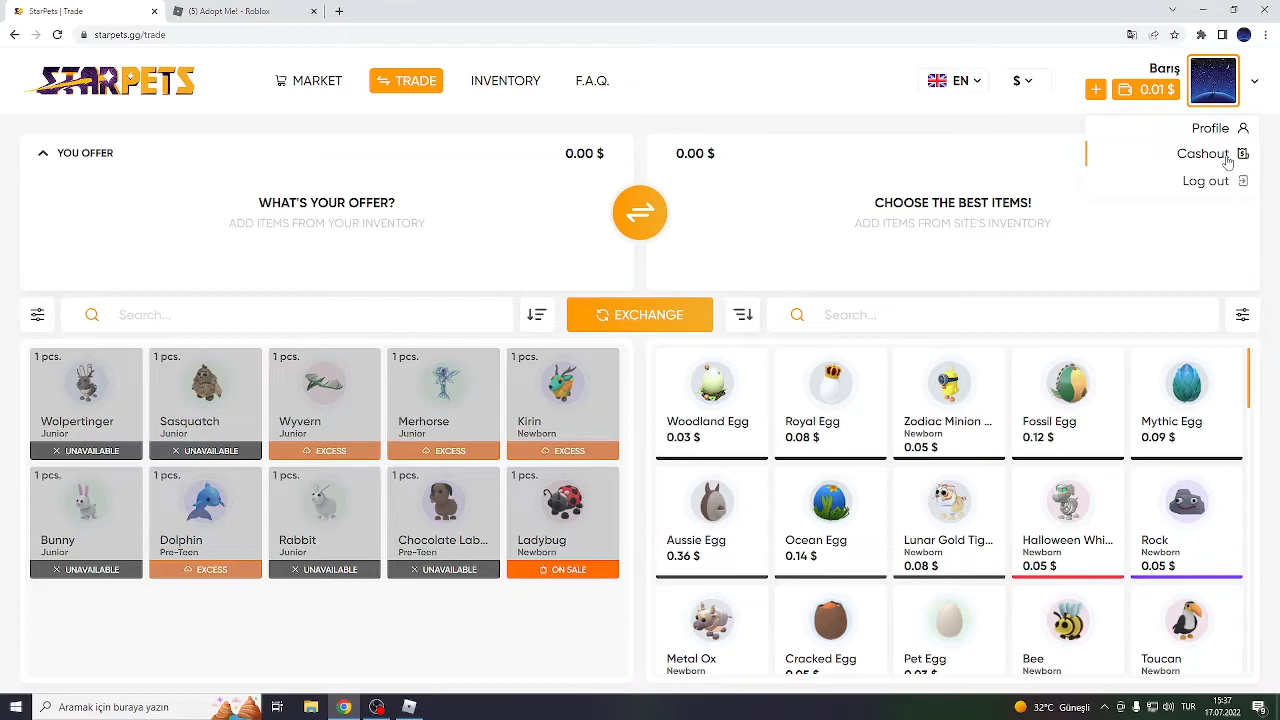 StarPets | Trade
(5) Adopt Me! - Roblox
starpets.gg/trade
STARPETS
MARKET
TRADE
INVENTORY
F.A.Q.
EN
$
Barış
+
0.01 $
Profile
Cashout
Log out
YOU OFFER
0.00 $
WHAT'S YOUR OFFER?
ADD ITEMS FROM YOUR INVENTORY
0.00 $
CHOOSE THE BEST ITEMS!
ADD ITEMS FROM SITE'S INVENTORY
Search...
EXCHANGE
Search...
1 pcs.
Wolpertinger
Junior
UNAVAILABLE
1 pcs.
Sasquatch
Junior
UNAVAILABLE
1 pcs.
Wyvern
Junior
EXCESS
1 pcs.
Merhorse
Junior
EXCESS
1 pcs.
Kirin
Newborn
EXCESS
1 pcs.
Bunny
Junior
UNAVAILABLE
1 pcs.
Dolphin
Pre-Teen
EXCESS
1 pcs.
Rabbit
Junior
UNAVAILABLE
1 pcs.
Chocolate Lab...
Pre-Teen
UNAVAILABLE
1 pcs.
Ladybug
Newborn
ON SALE
Woodland Egg
0.03 $
Royal Egg
0.08 $
Zodiac Minion ...
Newborn
0.05 $
Fossil Egg
0.12 $
Mythic Egg
0.09 $
Aussie Egg
0.36 $
Ocean Egg
0.14 $
Lunar Gold Tig...
Newborn
0.08 $
Halloween Whi...
Newborn
0.05 $
Rock
Newborn
0.05 $
Metal Ox
Newborn
Cracked Egg
0.05 $
Pet Egg
0.03 $
Bee
Newborn
Toucan
Newborn
Aramak için buraya yazın
32°C Güneşli
TUR
15:37
17.07.2022